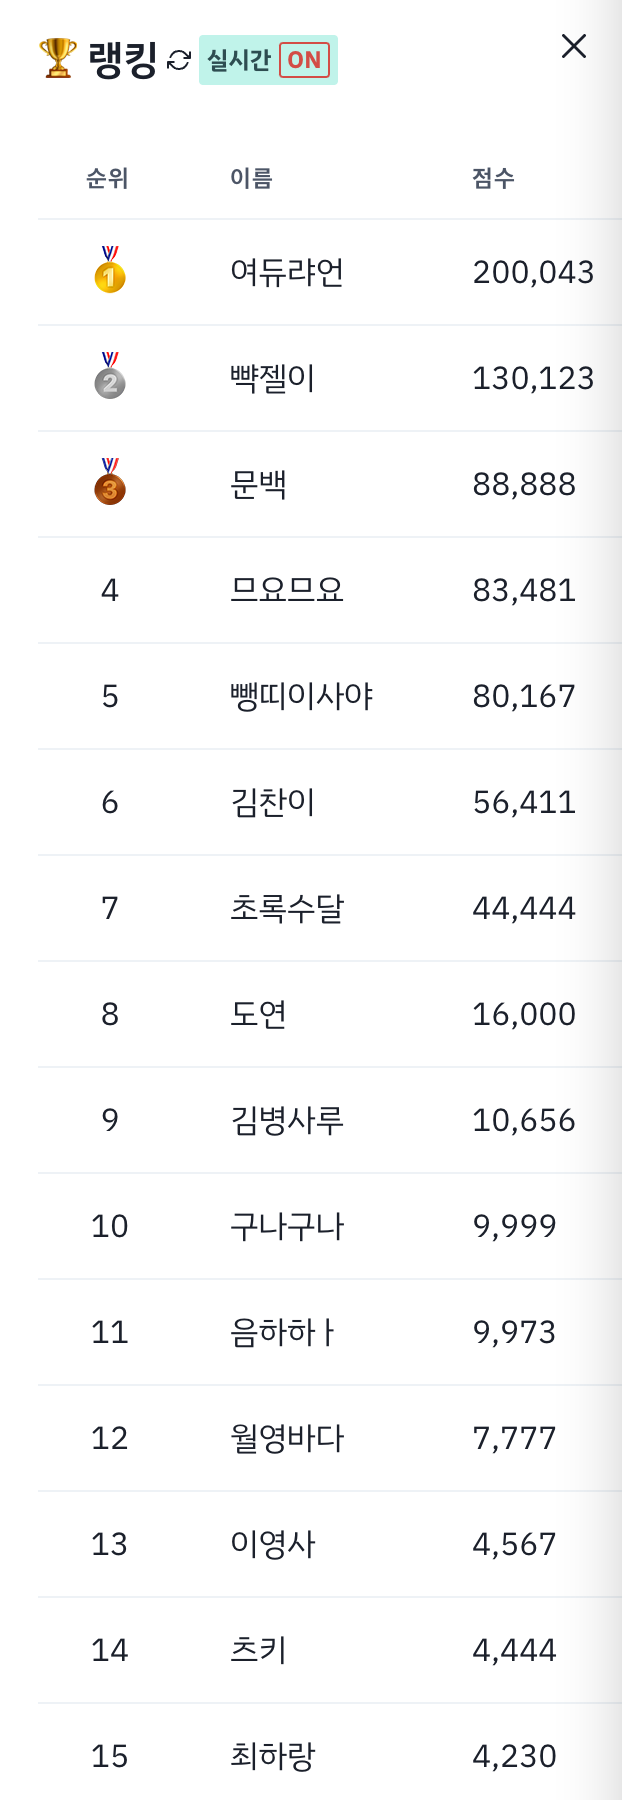 랭킹 실시간 ON
순위 이름 점수
1 여듀랴언 200,043
2 뺙젤이 130,123
3 문백 88,888
4 므요므요 83,481
5 뺑띠이사야 80,167
6 김찬이 56,411
7 초록수달 44,444
8 도연 16,000
9 김병사루 10,656
10 구나구나 9,999
11 음하하ㅏ 9,973
12 월영바다 7,777
13 이영사 4,567
14 츠키 4,444
15 최하랑 4,230